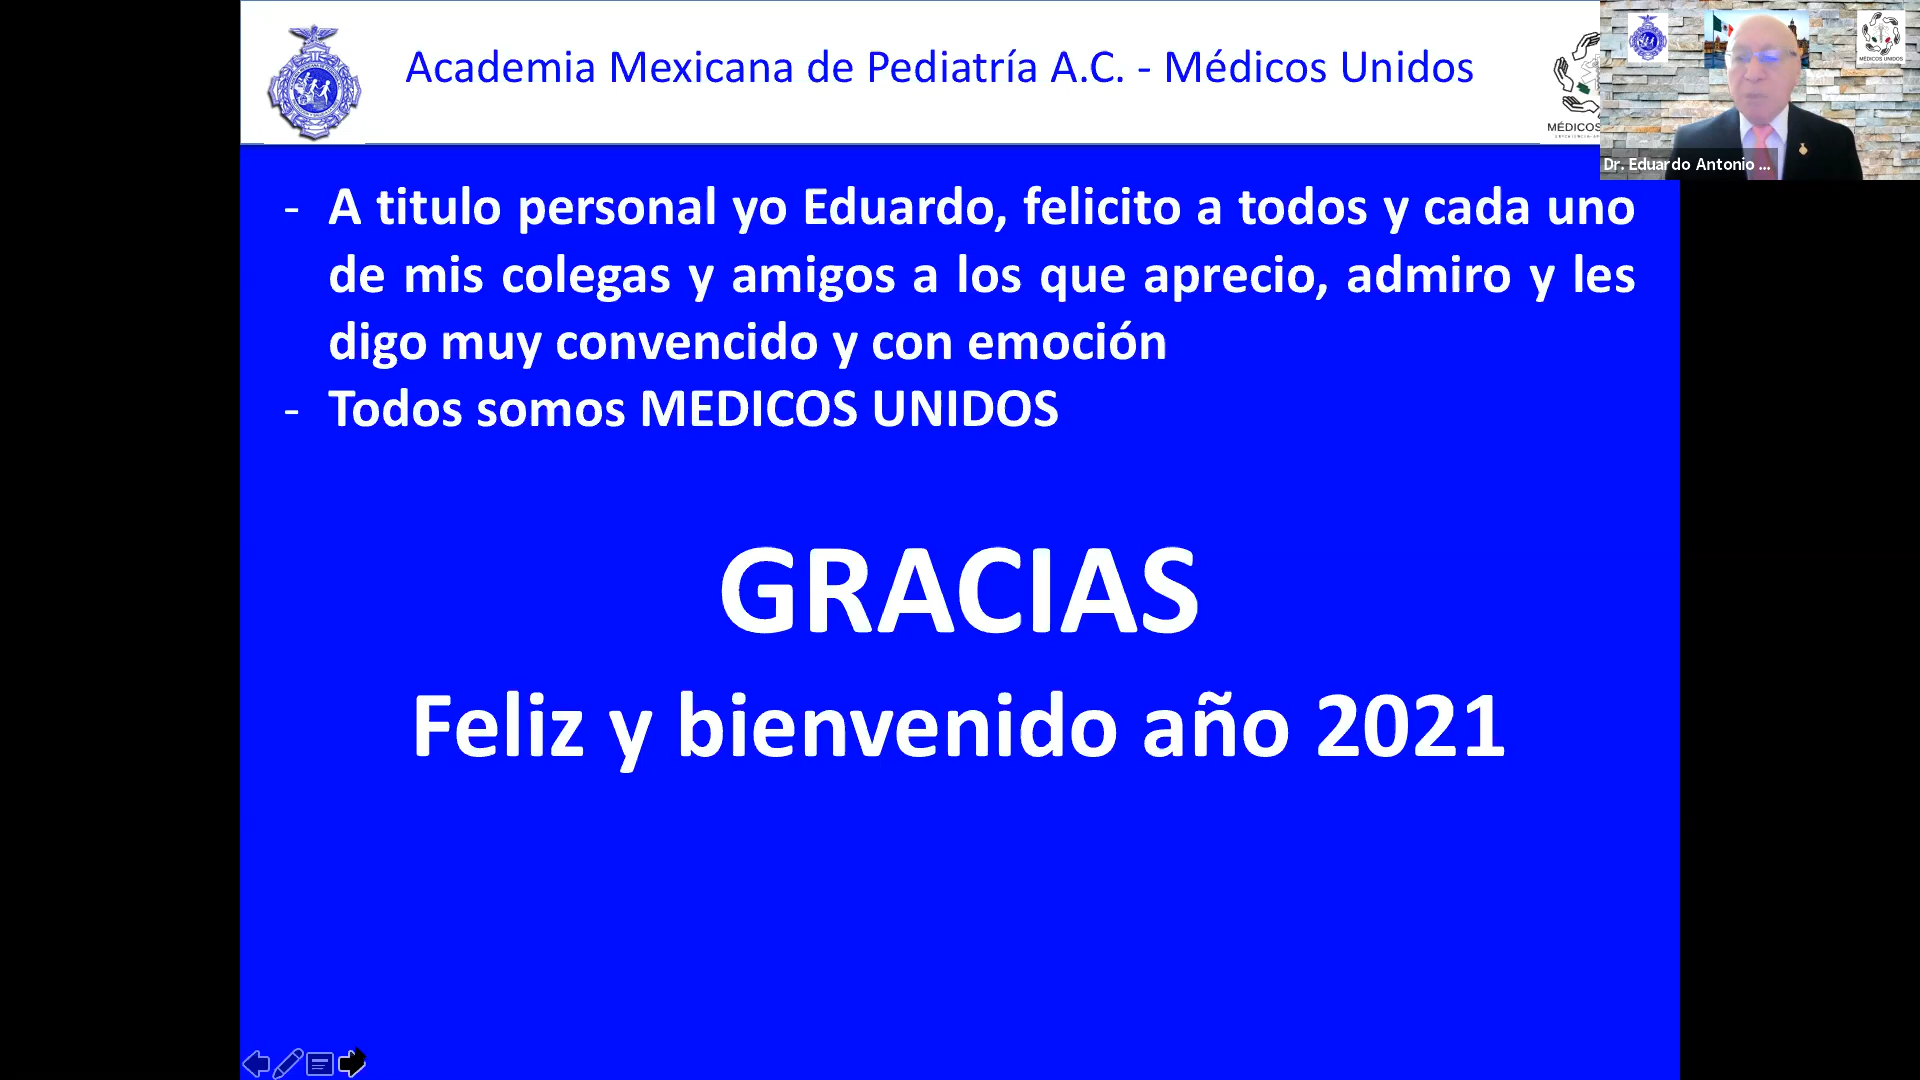 Academia Mexicana de Pediatría A.C. - Médicos Unidos
MÉDICOS
MÉDICOS UNIDOS
Dr. Eduardo Antonio ...
- A titulo personal yo Eduardo, felicito a todos y cada uno
de mis colegas y amigos a los que aprecio, admiro y les
digo muy convencido y con emoción
- Todos somos MEDICOS UNIDOS
GRACIAS
Feliz y bienvenido año 2021